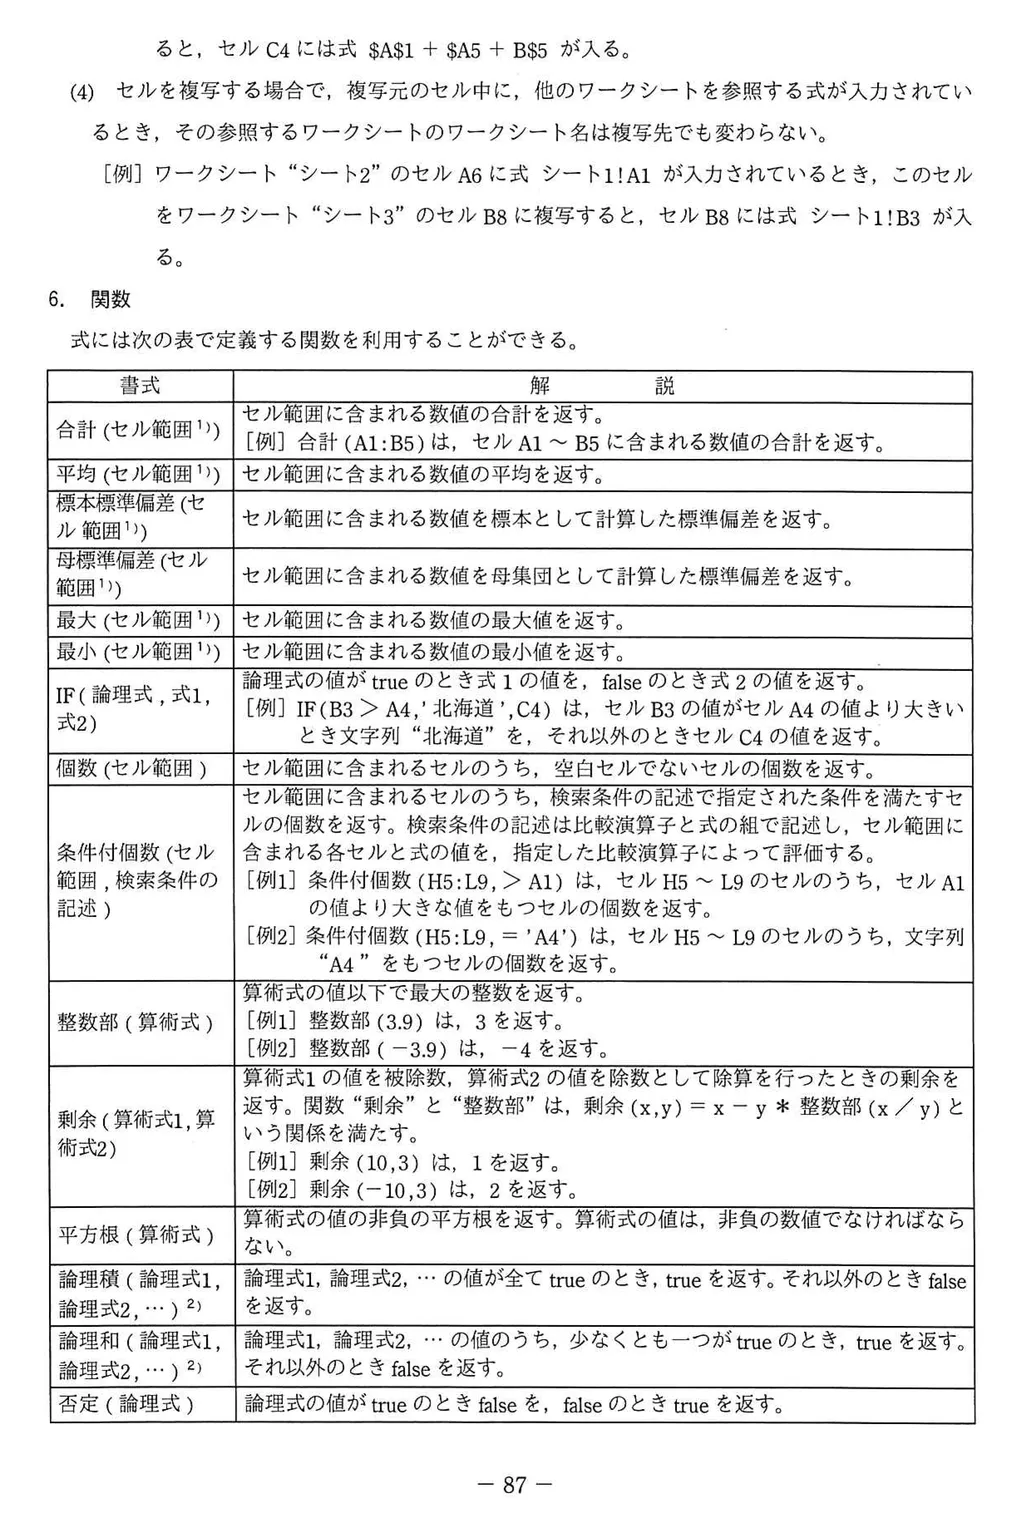 ると，セル C4 には式 $A$1 + $A5 + B$5 が入る。
(4) セルを複写する場合で，複写元のセル中に，他のワークシートを参照する式が入力されてい
るとき，その参照するワークシートのワークシート名は複写先でも変わらない。
［例］ワークシート“シート2”のセル A6 に式 シート1!A1 が入力されているとき，このセル
をワークシート“シート3”のセル B8 に複写すると，セル B8 には式 シート1!B3 が入
る。
6. 関数
式には次の表で定義する関数を利用することができる。
書式
解 説
合計 (セル範囲1))
セル範囲に含まれる数値の合計を返す。
［例］合計 (A1:B5) は，セル A1 ～ B5 に含まれる数値の合計を返す。
平均 (セル範囲1))
セル範囲に含まれる数値の平均を返す。
標本標準偏差 (セ
ル 範囲1))
セル範囲に含まれる数値を標本として計算した標準偏差を返す。
母標準偏差 (セル
範囲1))
セル範囲に含まれる数値を母集団として計算した標準偏差を返す。
最大 (セル範囲1))
セル範囲に含まれる数値の最大値を返す。
最小 (セル範囲1))
セル範囲に含まれる数値の最小値を返す。
IF( 論理式 , 式1,
式2)
論理式の値が true のとき式 1 の値を，false のとき式 2 の値を返す。
［例］IF(B3 ＞ A4,' 北海道 ',C4) は，セル B3 の値がセル A4 の値より大きい
とき文字列 “北海道” を，それ以外のときセル C4 の値を返す。
個数 (セル範囲 )
セル範囲に含まれるセルのうち，空白セルでないセルの個数を返す。
条件付個数 (セル
範囲 , 検索条件の
記述 )
セル範囲に含まれるセルのうち，検索条件の記述で指定された条件を満たすセ
ルの個数を返す。検索条件の記述は比較演算子と式の組で記述し，セル範囲に
含まれる各セルと式の値を，指定した比較演算子によって評価する。
［例1］条件付個数 (H5:L9, ＞ A1) は，セル H5 ～ L9 のセルのうち，セル A1
の値より大きな値をもつセルの個数を返す。
［例2］条件付個数 (H5:L9, ＝ 'A4') は，セル H5 ～ L9 のセルのうち，文字列
“A4 ” をもつセルの個数を返す。
整数部 ( 算術式 )
算術式の値以下で最大の整数を返す。
［例1］整数部 (3.9) は，3 を返す。
［例2］整数部 ( －3.9) は，－4 を返す。
剰余 ( 算術式1, 算
術式2)
算術式1 の値を被除数，算術式2 の値を除数として除算を行ったときの剰余を
返す。関数 “剰余” と “整数部” は，剰余 (x,y) ＝ x － y ＊ 整数部 (x ／ y) と
いう関係を満たす。
［例1］剰余 (10,3) は，1 を返す。
［例2］剰余 (－10,3) は，2 を返す。
平方根 ( 算術式 )
算術式の値の非負の平方根を返す。算術式の値は，非負の数値でなければなら
ない。
論理積 ( 論理式1,
論理式2, … ) 2)
論理式1, 論理式2, … の値が全て true のとき, true を返す。それ以外のとき false
を返す。
論理和 ( 論理式1,
論理式2, … ) 2)
論理式1，論理式2，… の値のうち，少なくとも一つが true のとき，true を返す。
それ以外のとき false を返す。
否定 ( 論理式 )
論理式の値が true のとき false を，false のとき true を返す。
－ 87 －